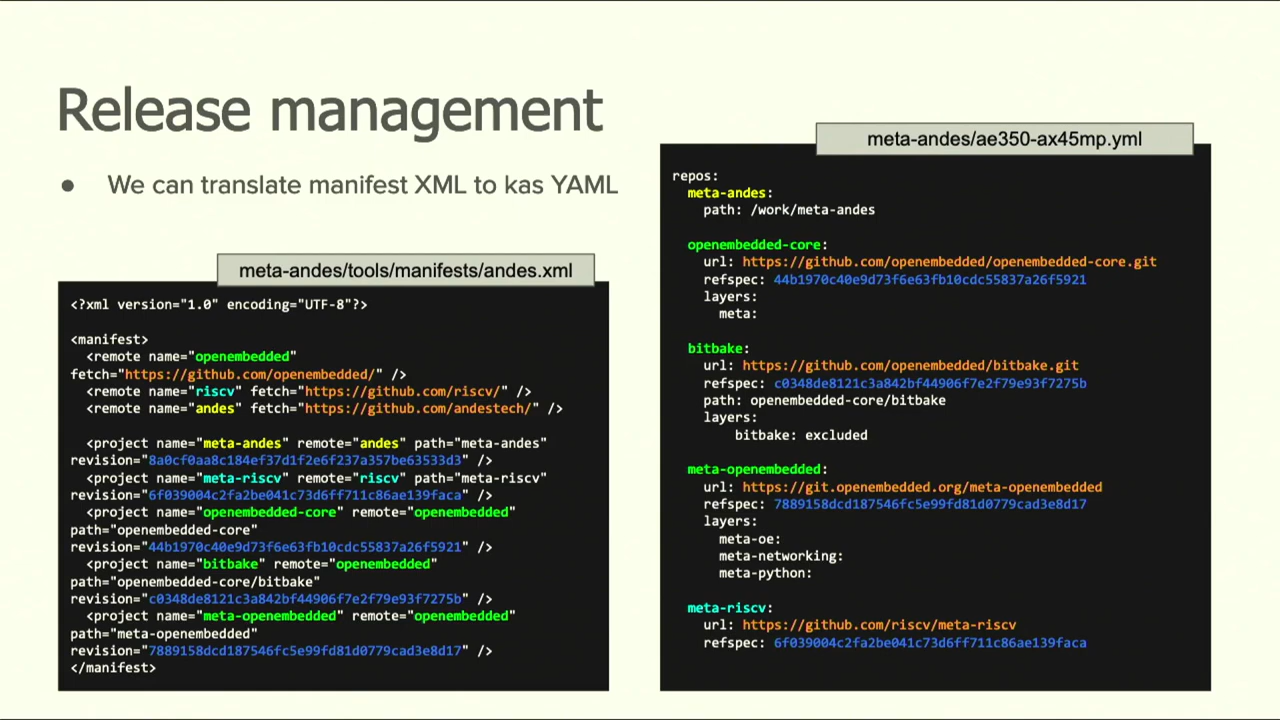 Release management
● We can translate manifest XML to kas YAML
meta-andes/tools/manifests/andes.xml
<?xml version="1.0" encoding="UTF-8"?>
<manifest>
<remote name="openembedded"
fetch="https://github.com/openembedded/" />
<remote name="riscv" fetch="https://github.com/riscv/" />
<remote name="andes" fetch="https://github.com/andestech/" />
<project name="meta-andes" remote="andes" path="meta-andes"
revision="8a0cf0aa8c184ef37d1f2e6f237a357be63533d3" />
<project name="meta-riscv" remote="riscv" path="meta-riscv"
revision="6f039004c2fa2be041c73d6ff711c86ae139faca" />
<project name="openembedded-core" remote="openembedded"
path="openembedded-core"
revision="44b1970c40e9d73f6e63fb10cdc55837a26f5921" />
<project name="bitbake" remote="openembedded"
path="openembedded-core/bitbake"
revision="c0348de8121c3a842bf44906f7e2f79e93f7275b" />
<project name="meta-openembedded" remote="openembedded"
path="meta-openembedded"
revision="7889158dcd187546fc5e99fd81d0779cad3e8d17" />
</manifest>
meta-andes/ae350-ax45mp.yml
repos:
meta-andes:
path: /work/meta-andes
openembedded-core:
url: https://github.com/openembedded/openembedded-core.git
refspec: 44b1970c40e9d73f6e63fb10cdc55837a26f5921
layers:
meta:
bitbake:
url: https://github.com/openembedded/bitbake.git
refspec: c0348de8121c3a842bf44906f7e2f79e93f7275b
path: openembedded-core/bitbake
layers:
bitbake: excluded
meta-openembedded:
url: https://git.openembedded.org/meta-openembedded
refspec: 7889158dcd187546fc5e99fd81d0779cad3e8d17
layers:
meta-oe:
meta-networking:
meta-python:
meta-riscv:
url: https://github.com/riscv/meta-riscv
refspec: 6f039004c2fa2be041c73d6ff711c86ae139faca